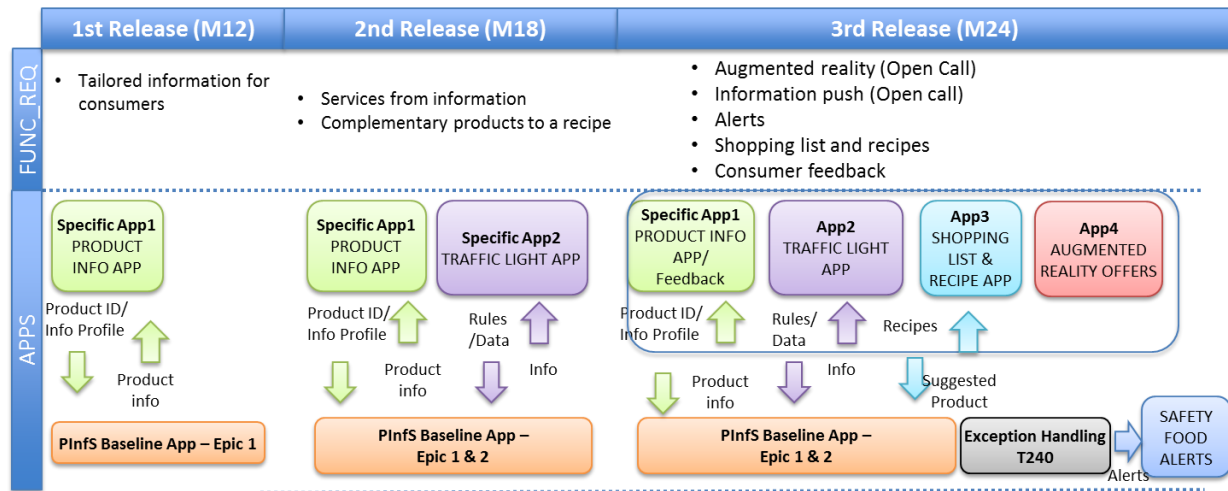 1st Release (M12)
2nd Release (M18)
3rd Release (M24)
FUNC_REQ
• Tailored information for
consumers
• Services from information
• Complementary products to a recipe
• Augmented reality (Open Call)
• Information push (Open call)
• Alerts
• Shopping list and recipes
• Consumer feedback
APPS
Specific App1
PRODUCT
INFO APP
Product ID/
Info Profile
Product
info
PInfS Baseline App – Epic 1
Specific App1
PRODUCT
INFO APP
Specific App2
TRAFFIC LIGHT APP
Product ID/
Info Profile
Rules
/Data
Product
info
Info
PInfS Baseline App –
Epic 1 & 2
Specific App1
PRODUCT INFO
APP/
Feedback
App2
TRAFFIC LIGHT
APP
App3
SHOPPING
LIST &
RECIPE APP
App4
AUGMENTED
REALITY OFFERS
Product ID/
Info Profile
Rules/
Data
Recipes
Product
info
Info
Suggested
Product
PInfS Baseline App –
Epic 1 & 2
Exception Handling
T240
Alerts
SAFETY
FOOD
ALERTS